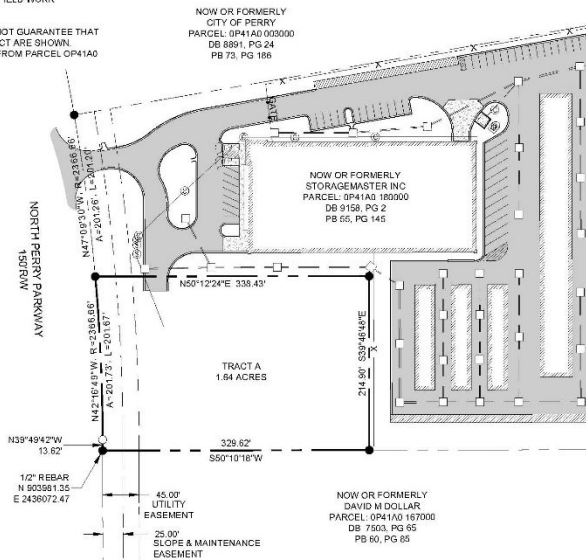 NOT GUARANTEE THAT
CT ARE SHOWN.
FROM PARCEL OP41A0
NOW OR FORMERLY
CITY OF PERRY
PARCEL: 0P41A0 003000
DB 8891, PG 24
PB 73, PG 186
GATE
X
N47°09'30"W, R=2366.66'
A=201.26', L=201.20'
NORTH PERRY PARKWAY
150'R/W
NOW OR FORMERLY
STORAGEMASTER INC
PARCEL: 0P41A0 180000
DB 9158, PG 2
PB 55, PG 145
N50°12'24"E 338.43'
N42°16'49"W, R=2366.66'
A=201.73', L=201.67'
TRACT A
1.64 ACRES
214.90' S39°46'48"E
X
N39°49'42"W
13.62'
329.62'
S50°10'16"W
1/2" REBAR
N 903981.35
E 2436072.47
45.00'
UTILITY
EASEMENT
25.00'
SLOPE & MAINTENANCE
EASEMENT
NOW OR FORMERLY
DAVID M DOLLAR
PARCEL: 0P41A0 167000
DB 7503, PG 65
PB 60, PG 85